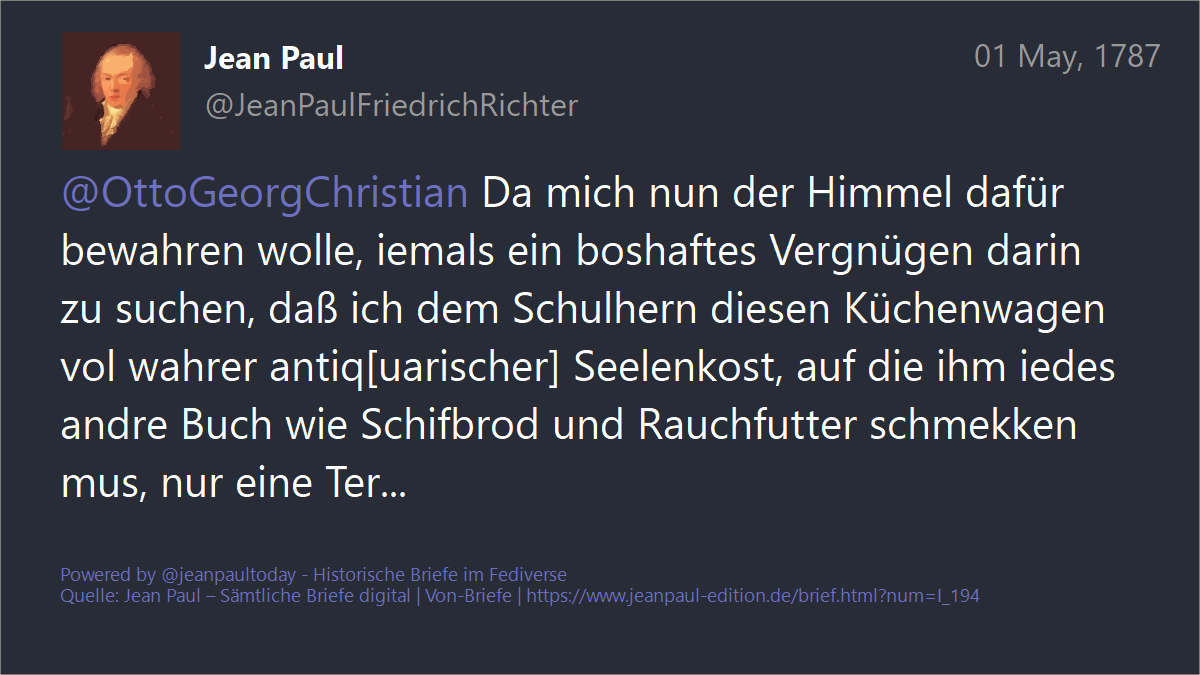 Jean Paul
01 May, 1787
@JeanPaulFriedrichRichter
@OttoGeorgChristian Da mich nun der Himmel dafür
bewahren wolle, iemals ein boshaftes Vergnügen darin
zu suchen, daß ich dem Schulhern diesen Küchenwagen
vol wahrer antiq[uarischer] Seelenkost, auf die ihm iedes
andre Buch wie Schifbrod und Rauchfutter schmekken
mus, nur eine Ter...
Powered by @jeanpaultoday - Historische Briefe im Fediverse
Quelle: Jean Paul – Sämtliche Briefe digital | Von-Briefe | https://www.jeanpaul-edition.de/brief.html?num=I_194